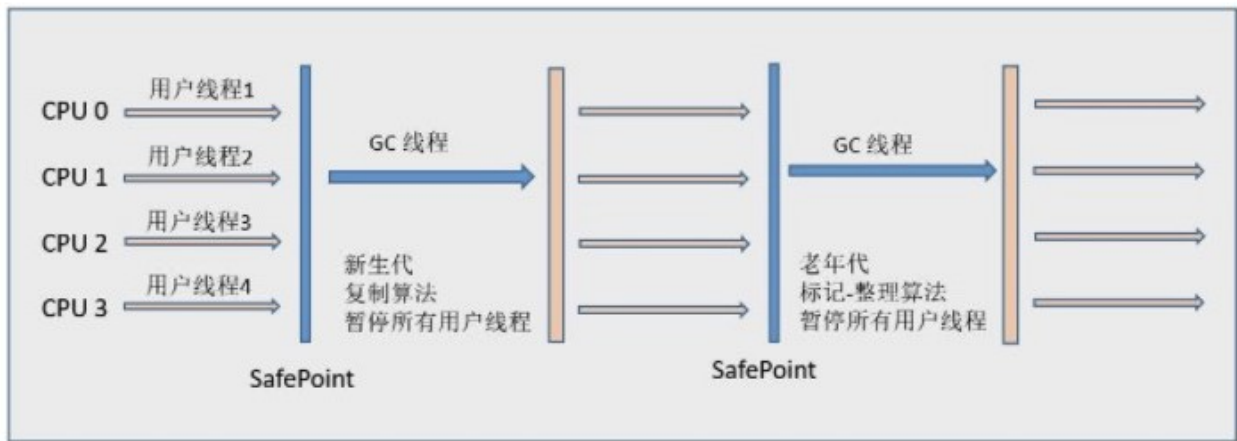 CPU 0
用户线程1
CPU 1
用户线程2
CPU 2
用户线程3
CPU 3
用户线程4
SafePoint
GC 线程
新生代
复制算法
暂停所有用户线程
SafePoint
GC 线程
老年代
标记-整理算法
暂停所有用户线程